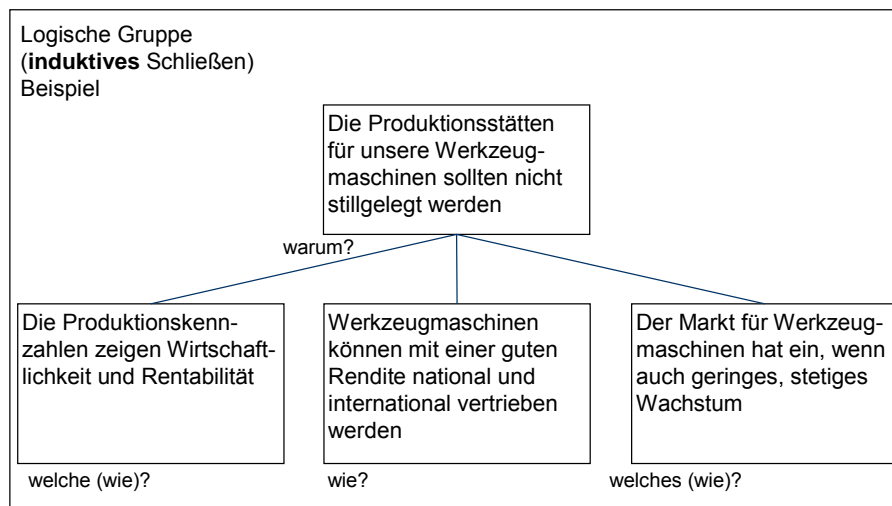 Logische Gruppe
(induktives Schließen)
Beispiel
Die Produktionsstätten
für unsere Werkzeug-
maschinen sollten nicht
stillgelegt werden
warum?
Die Produktionskenn-
zahlen zeigen Wirtschaft-
lichkeit und Rentabilität
Werkzeugmaschinen
können mit einer guten
Rendite national und
international vertrieben
werden
Der Markt für Werkzeug-
maschinen hat ein, wenn
auch geringes, stetiges
Wachstum
welche (wie)?
wie?
welches (wie)?